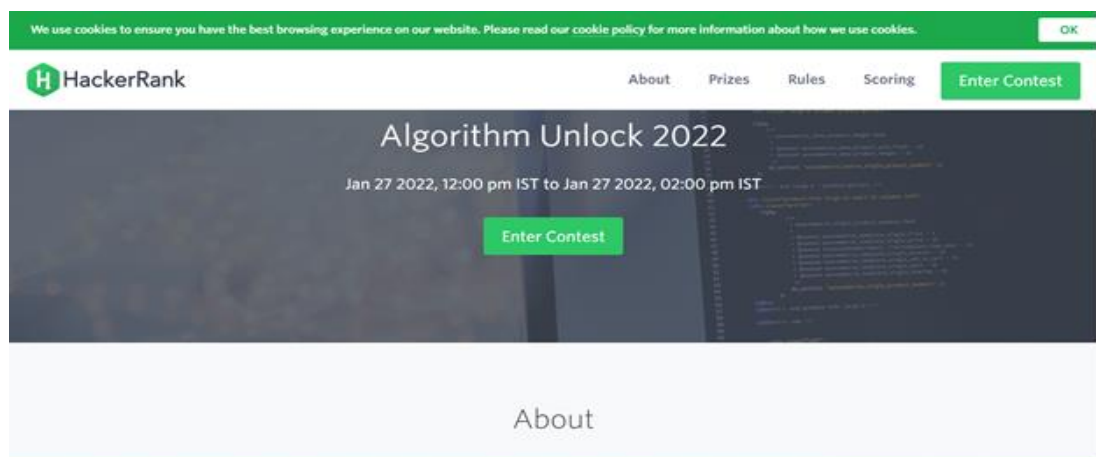 We use cookies to ensure you have the best browsing experience on our website. Please read our cookie policy for more information about how we use cookies.
OK
HackerRank
About
Prizes
Rules
Scoring
Enter Contest
Algorithm Unlock 2022
Jan 27 2022, 12:00 pm IST to Jan 27 2022, 02:00 pm IST
Enter Contest
About